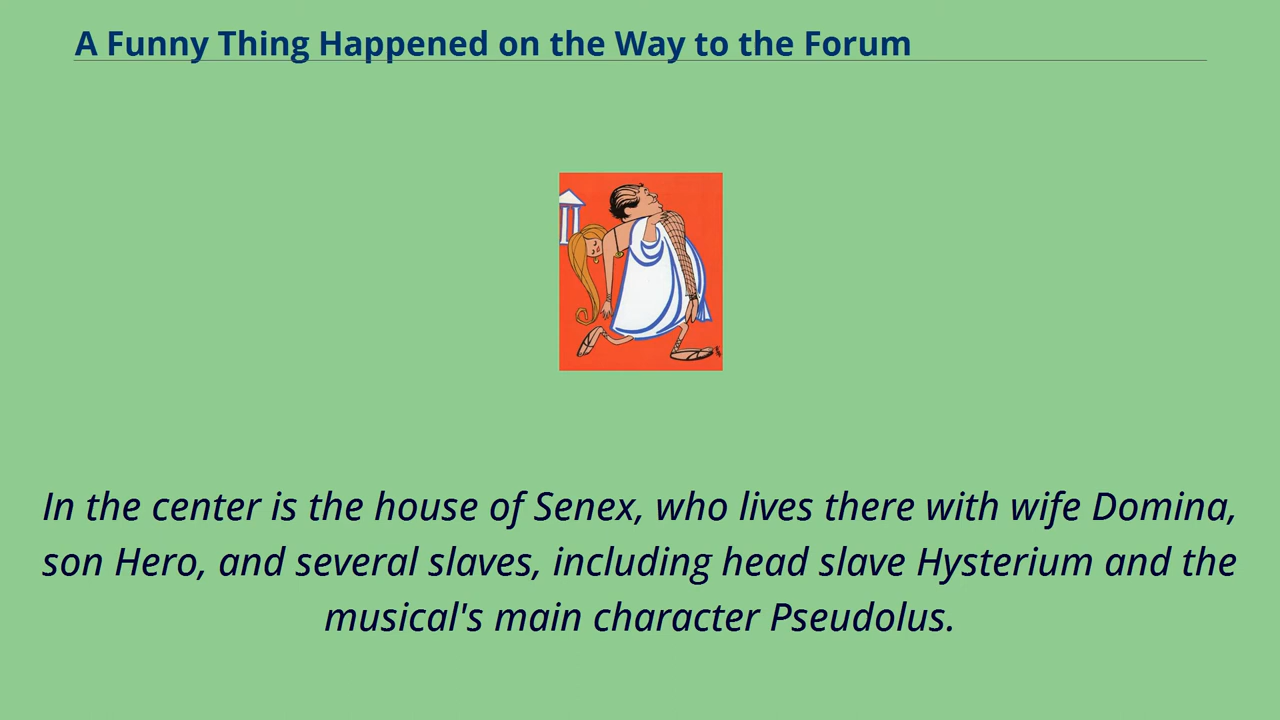 A Funny Thing Happened on the Way to the Forum
In the center is the house of Senex, who lives there with wife Domina,
son Hero, and several slaves, including head slave Hysterium and the
musical's main character Pseudolus.